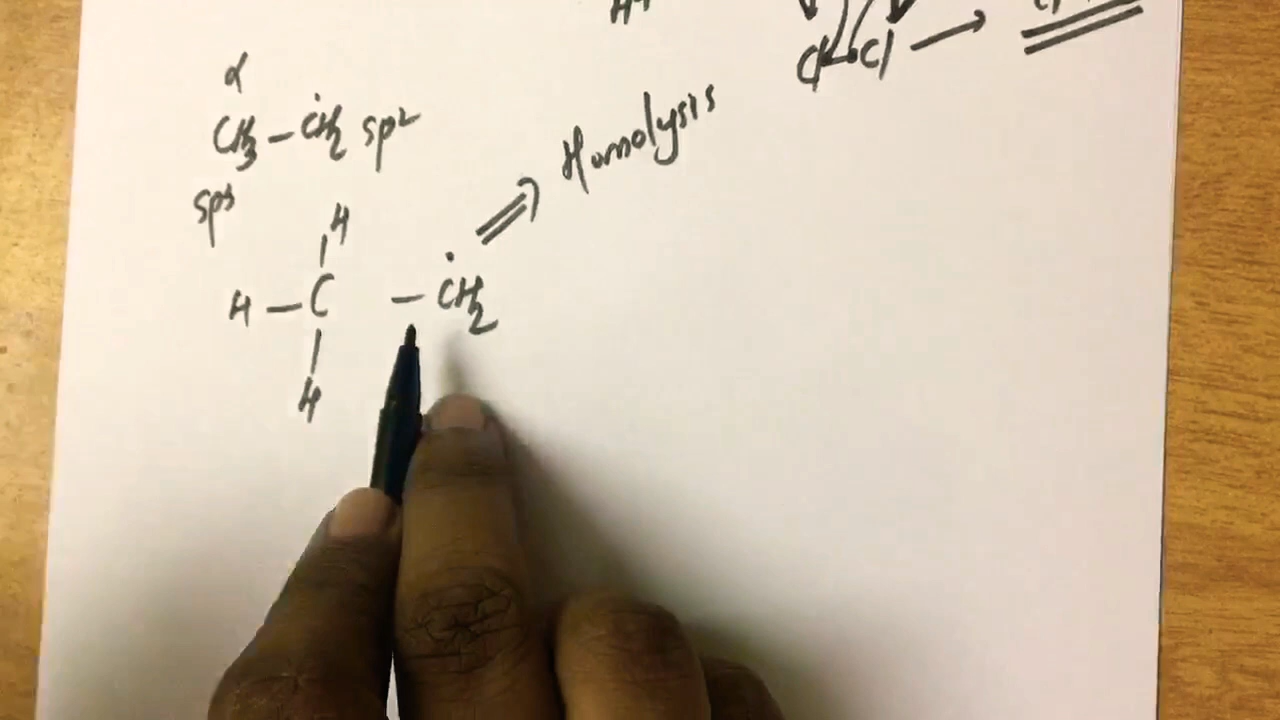 Cl Cl →
α
CH3 – ĊH2 sp2
sp3
Homolysis
H
H – C – ĊH2
H